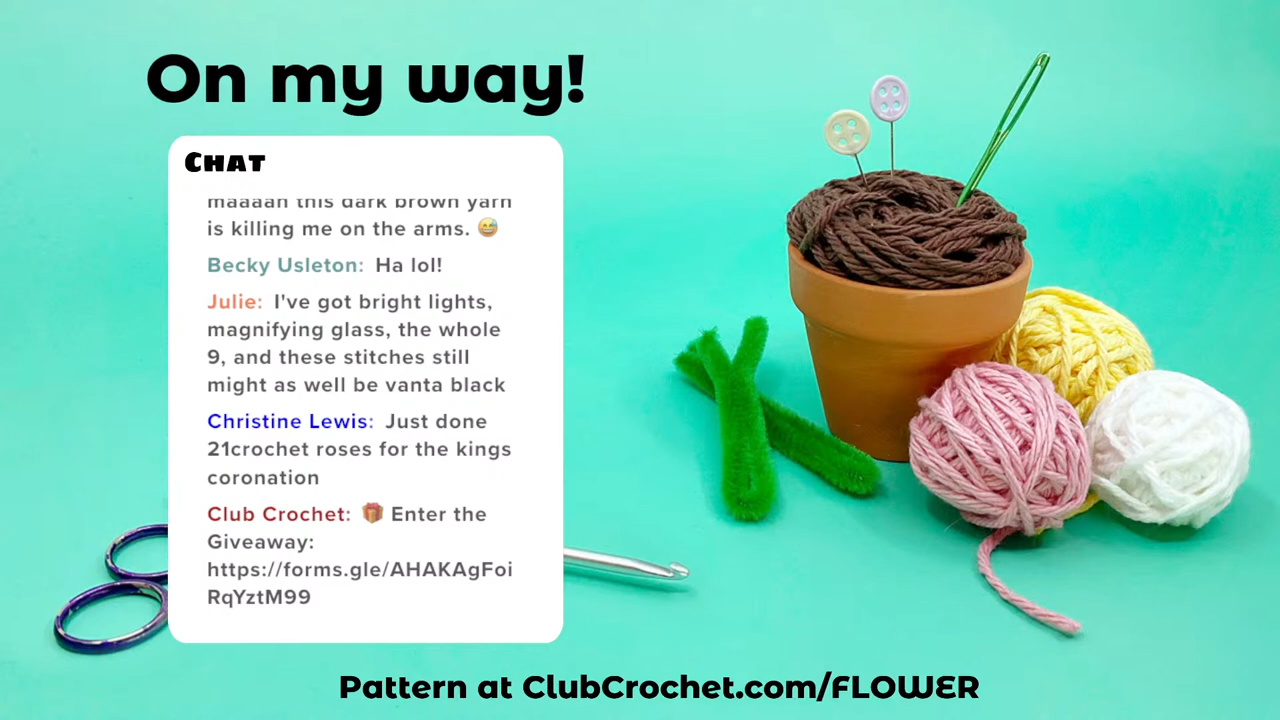 On my way!
Chat
maaaan this dark brown yarn
is killing me on the arms. 😅
Becky Usleton: Ha lol!
Julie: I've got bright lights,
magnifying glass, the whole
9, and these stitches still
might as well be vanta black
Christine Lewis: Just done
21crochet roses for the kings
coronation
Club Crochet: 🎁 Enter the
Giveaway:
https://forms.gle/AHAKAgFoi
RqYztM99
Pattern at ClubCrochet.com/FLOWER